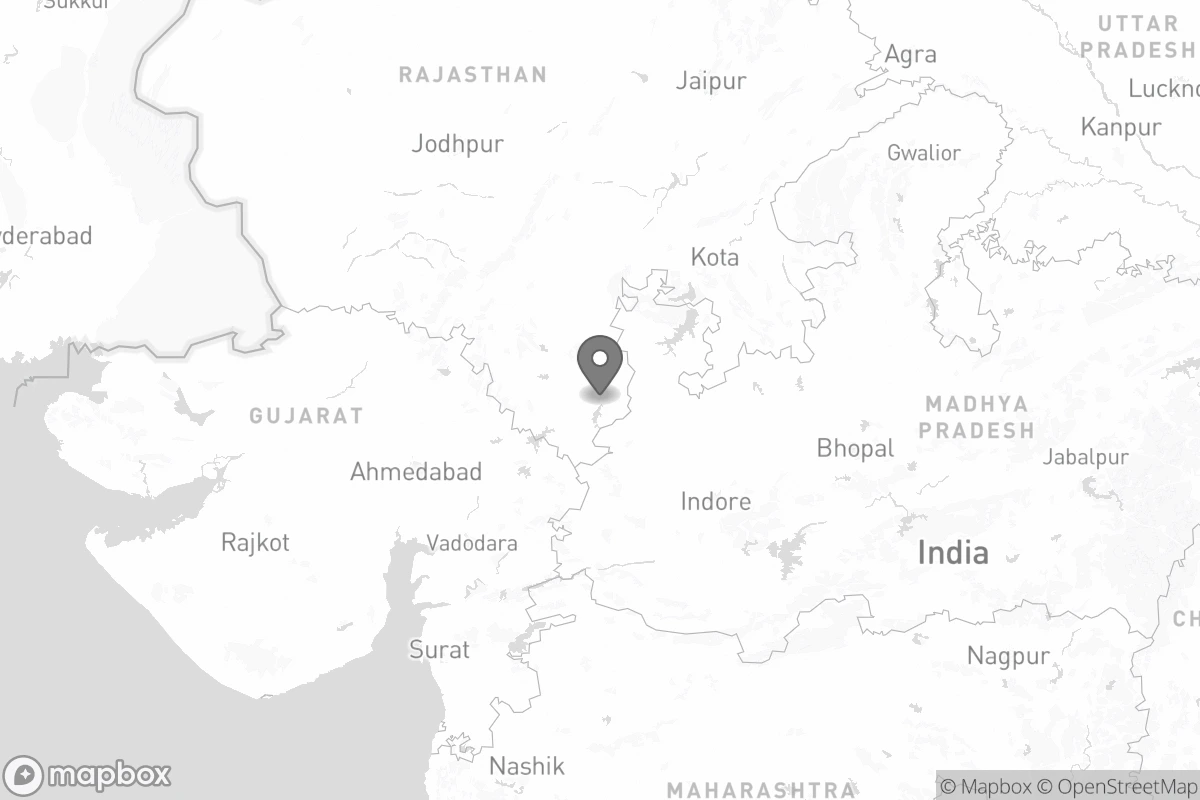 Sukkur
UTTAR
PRADESH
Agra
RAJASTHAN
Jaipur
Luckno
Kanpur
Jodhpur
Gwalior
yderabad
Kota
MADHYA
PRADESH
GUJARAT
Bhopal
Jabalpur
Ahmedabad
Indore
Rajkot
Vadodara
India
CH
Surat
Nagpur
Nashik
mapbox
MAHARASHTRA
© Mapbox © OpenStreetMap